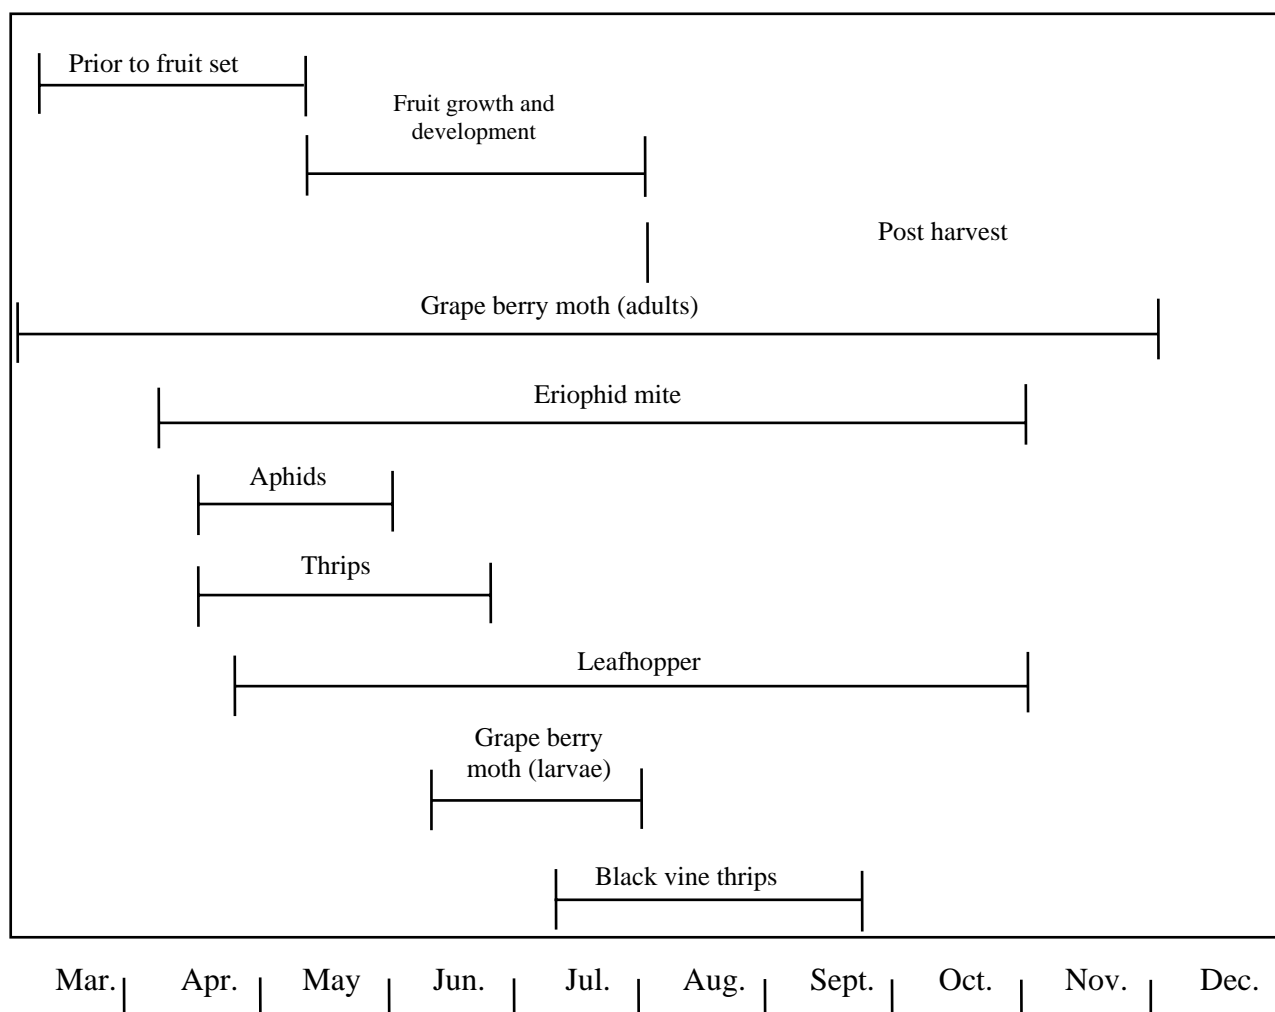 Prior to fruit set
Fruit growth and
development
Post harvest
Grape berry moth (adults)
Eriophid mite
Aphids
Thrips
Leafhopper
Grape berry
moth (larvae)
Black vine thrips
Mar. Apr. May Jun. Jul. Aug. Sept. Oct. Nov. Dec.